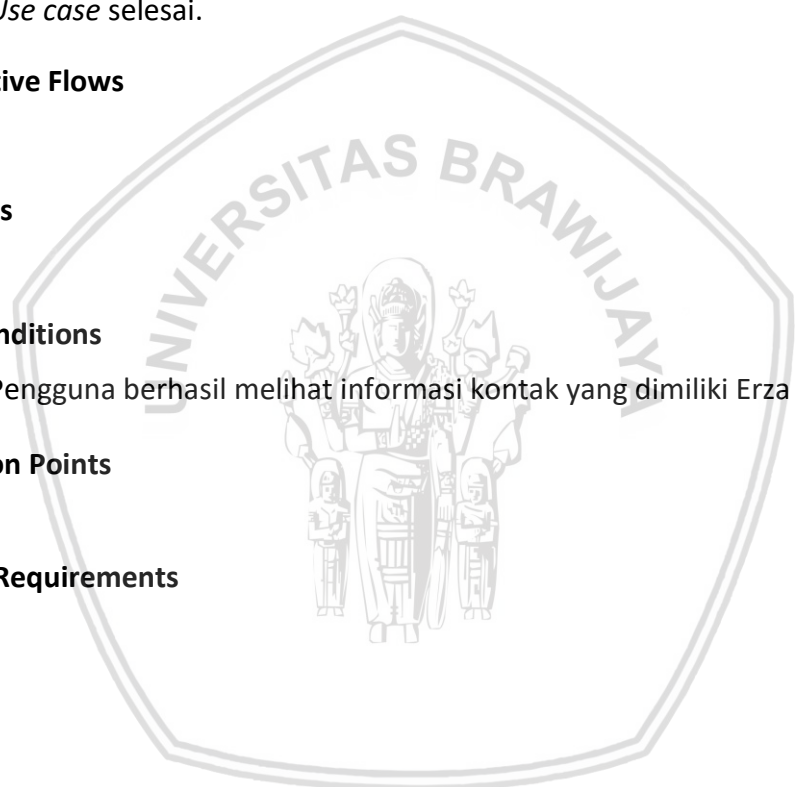 Use case selesai.
tive Flows
UNIVERSITAS BRAWIJAYA
s
nditions
Pengguna berhasil melihat informasi kontak yang dimiliki Erza
on Points
Requirements